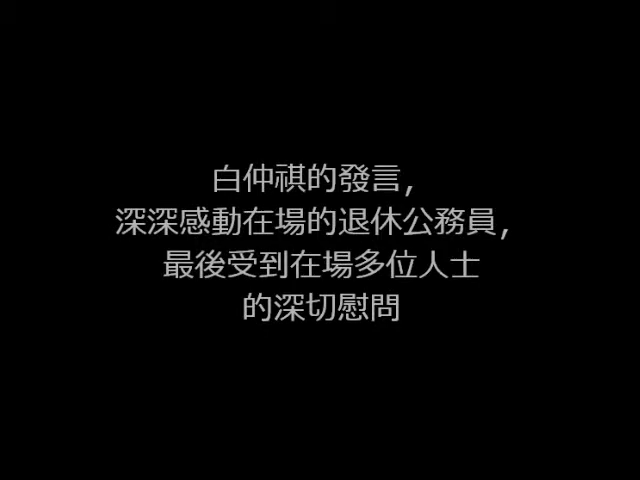 白仲祺的發言，
深深感動在場的退休公務員，
最後受到在場多位人士
的深切慰問